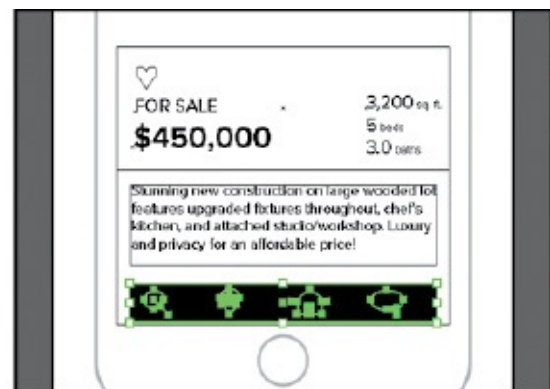 FOR SALE
$450,000
3,200 sq. ft.
5 beds
3.0 baths
Stunning new construction on large wooded lot
features upgraded fixtures throughout, chef's
kitchen, and attached studio/workshop. Luxury
and privacy for an affordable price!